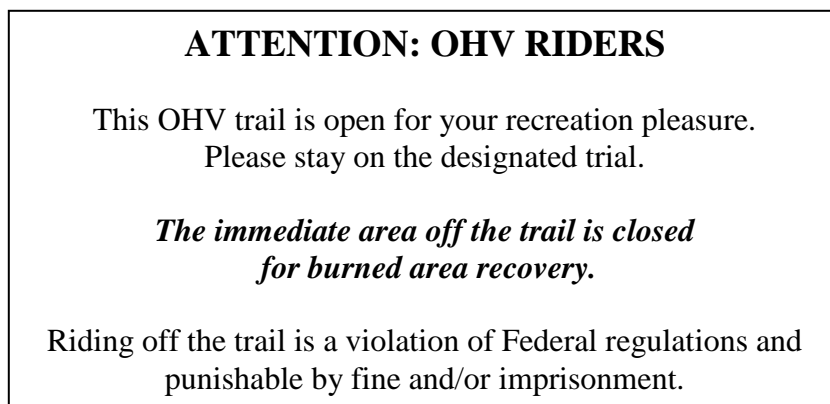 ATTENTION: OHV RIDERS
This OHV trail is open for your recreation pleasure.
Please stay on the designated trial.
The immediate area off the trail is closed
for burned area recovery.
Riding off the trail is a violation of Federal regulations and
punishable by fine and/or imprisonment.